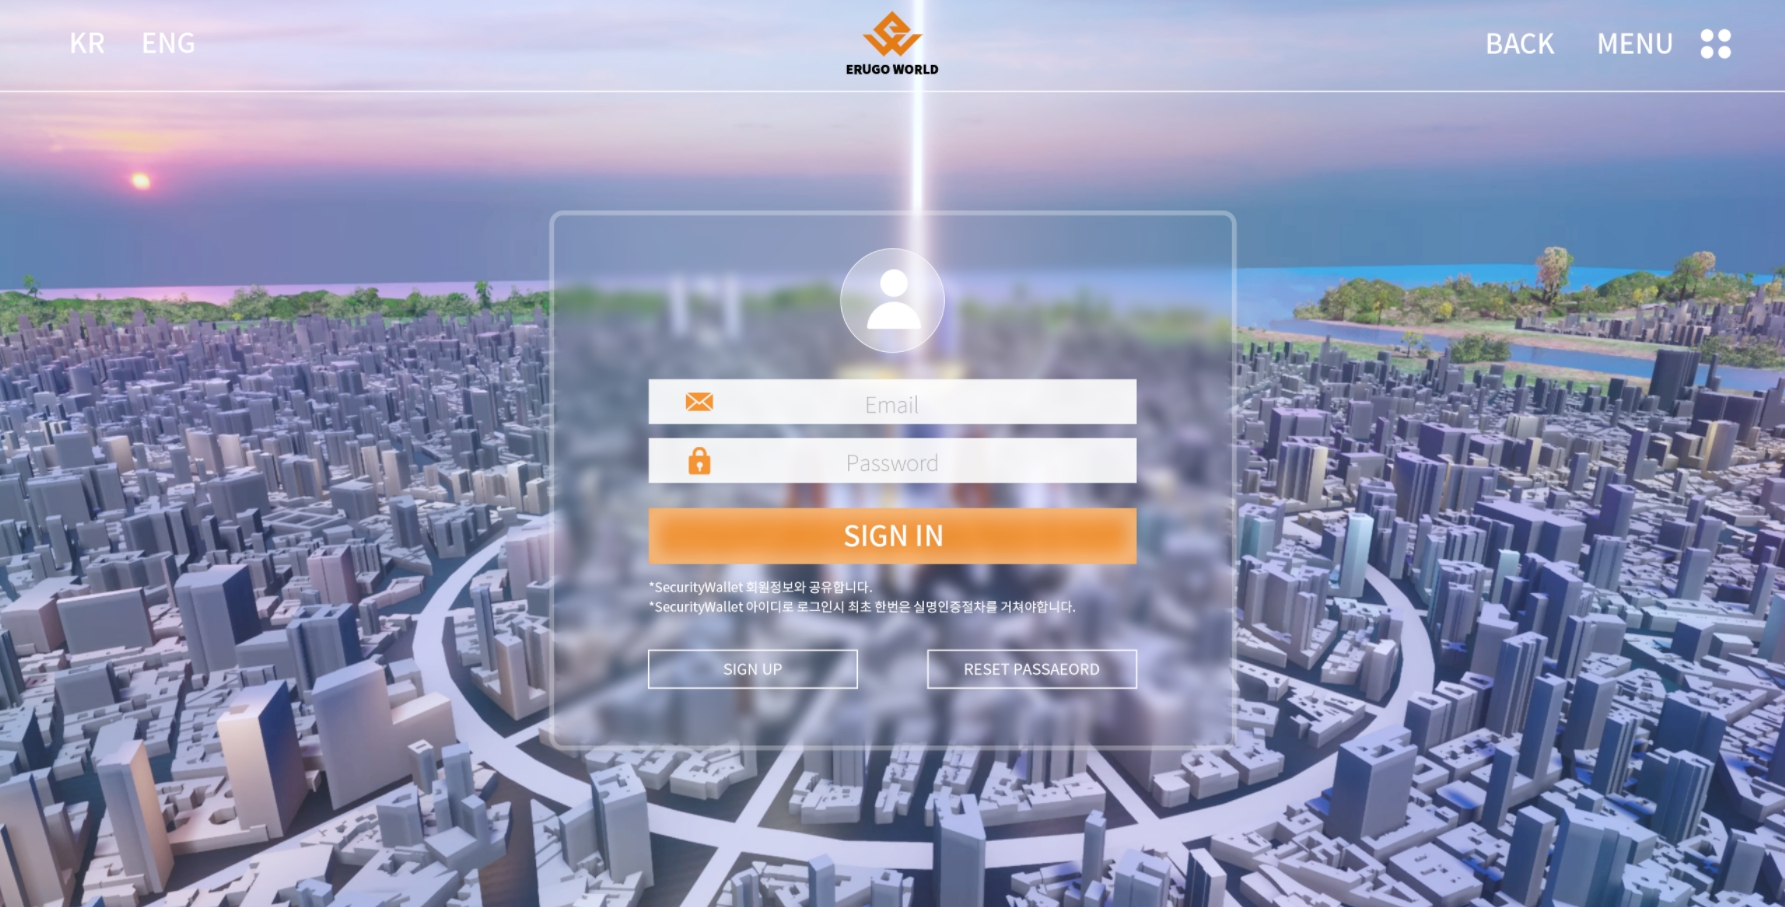 KR ENG
ERUGO WORLD
BACK MENU
Email
Password
SIGN IN
*SecurityWallet 회원정보와 공유합니다.
*SecurityWallet 아이디로 로그인시 최초 한번은 실명인증절차를 거쳐야합니다.
SIGN UP
RESET PASSAEORD